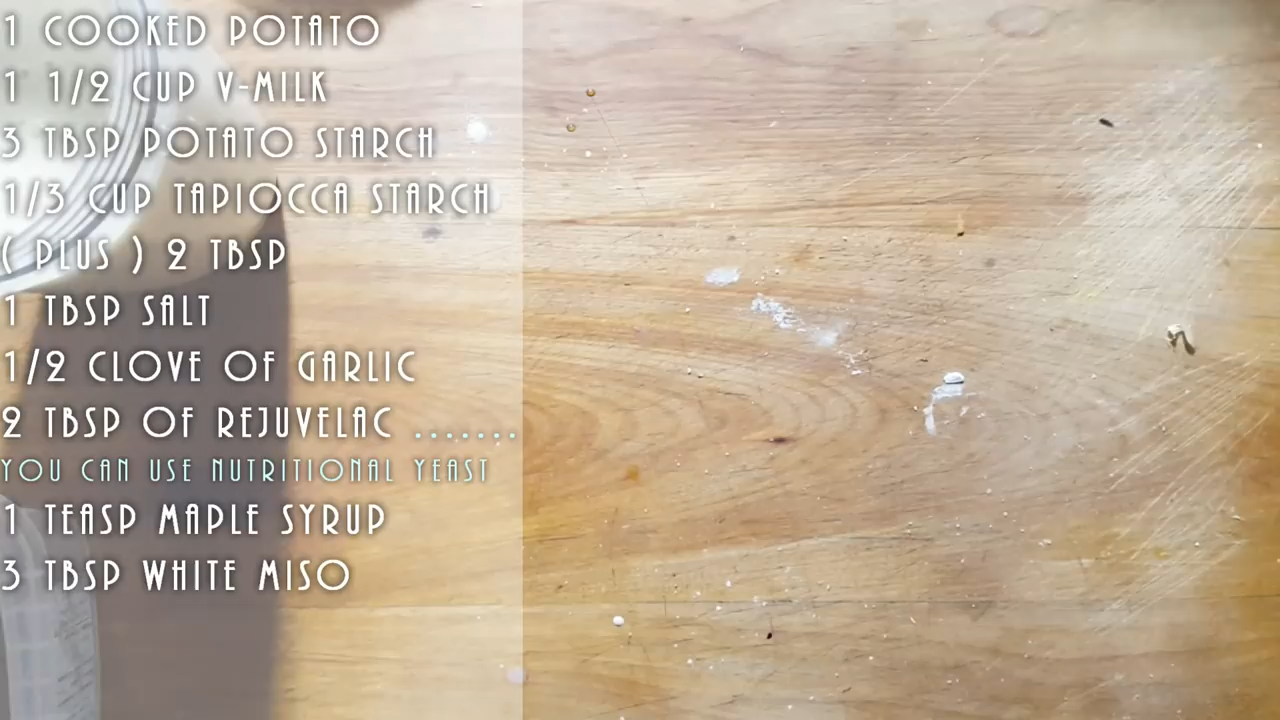 1 COOKED POTATO
1 1/2 CUP V-MILK
3 TBSP POTATO STARCH
1/3 CUP TAPIOCCA STARCH
( PLUS ) 2 TBSP
1 TBSP SALT
1/2 CLOVE OF GARLIC
2 TBSP OF REJUVELAC .......
YOU CAN USE NUTRITIONAL YEAST
1 TEASP MAPLE SYRUP
3 TBSP WHITE MISO